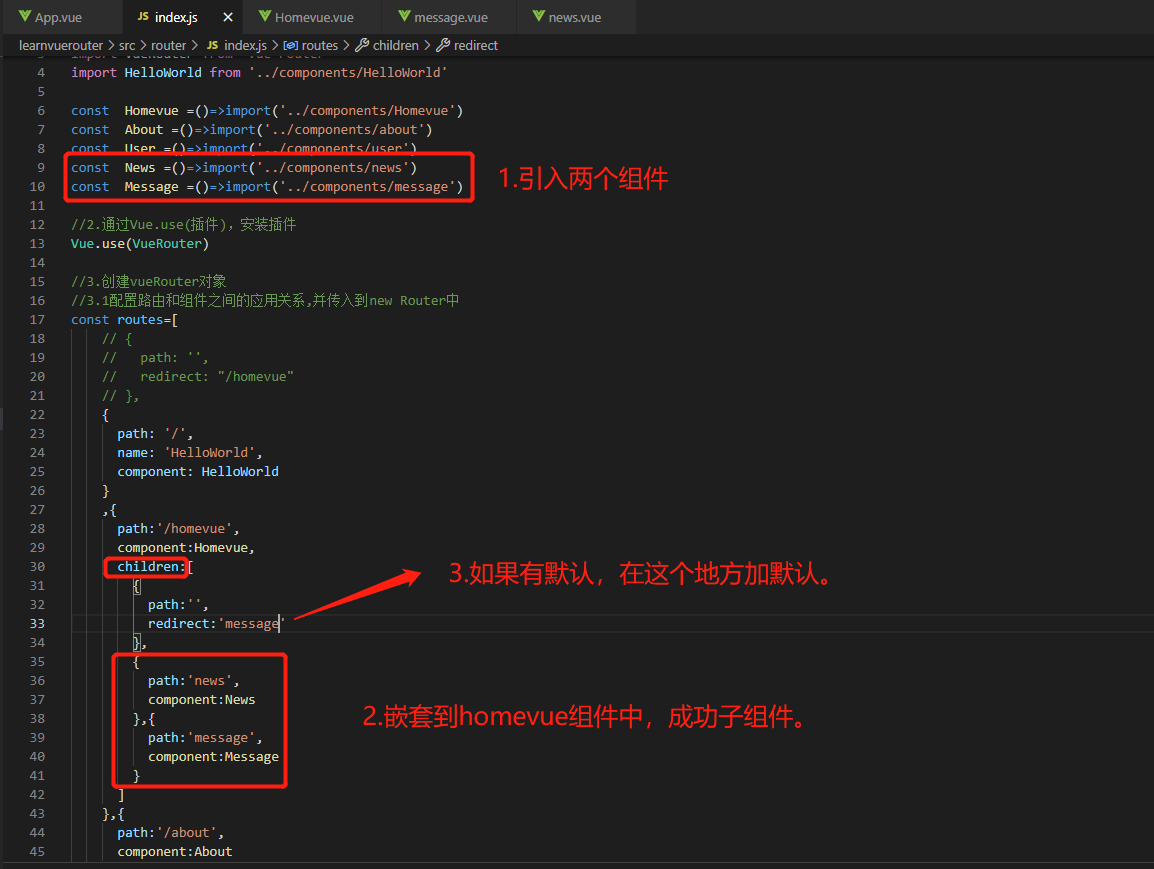 App.vue
JS index.js ×
Homevue.vue
message.vue
news.vue
learnvuerouter > src > router > JS index.js > routes > children > redirect
4 import HelloWorld from '../components/HelloWorld'
5
6 const  Homevue =()=>import('../components/Homevue')
7 const  About =()=>import('../components/about')
8 const  User =()=>import('../components/user')
9 const  News =()=>import('../components/news')
10 const  Message =()=>import('../components/message')
1.引入两个组件
11
12 //2.通过Vue.use(插件)，安装插件
13 Vue.use(VueRouter)
14
15 //3.创建vueRouter对象
16 //3.1配置路由和组件之间的应用关系,并传入到new Router中
17 const routes=[
18 // {
19 //   path: '',
20 //   redirect: "/homevue"
21 // },
22 {
23 path: '/',
24 name: 'HelloWorld',
25 component: HelloWorld
26 }
27 ,{
28 path:'/homevue',
29 component:Homevue,
30 children:[
3.如果有默认，在这个地方加默认。
31 {
32 path:'',
33 redirect:'message'
34 },
35 {
36 path:'news',
37 component:News
38 },{
2.嵌套到homevue组件中，成功子组件。
39 path:'message',
40 component:Message
41 }
42 ]
43 },{
44 path:'/about',
45 component:About